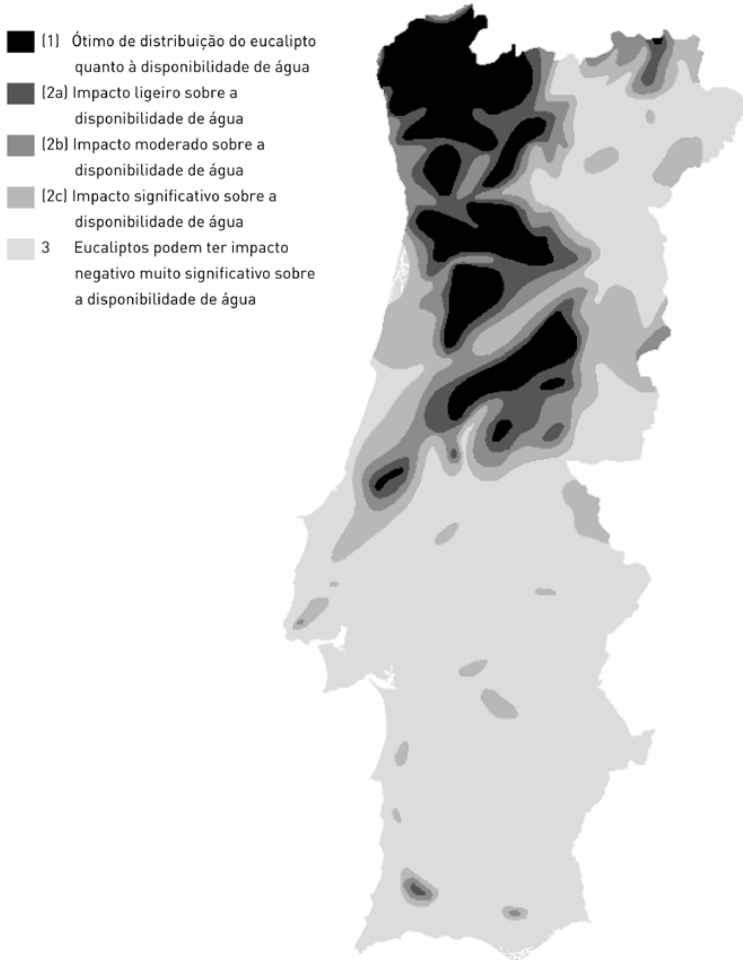 (1) Ótimo de distribuição do eucalipto
quanto à disponibilidade de água
(2a) Impacto ligeiro sobre a
disponibilidade de água
(2b) Impacto moderado sobre a
disponibilidade de água
(2c) Impacto significativo sobre a
disponibilidade de água
3 Eucaliptos podem ter impacto
negativo muito significativo sobre
a disponibilidade de água